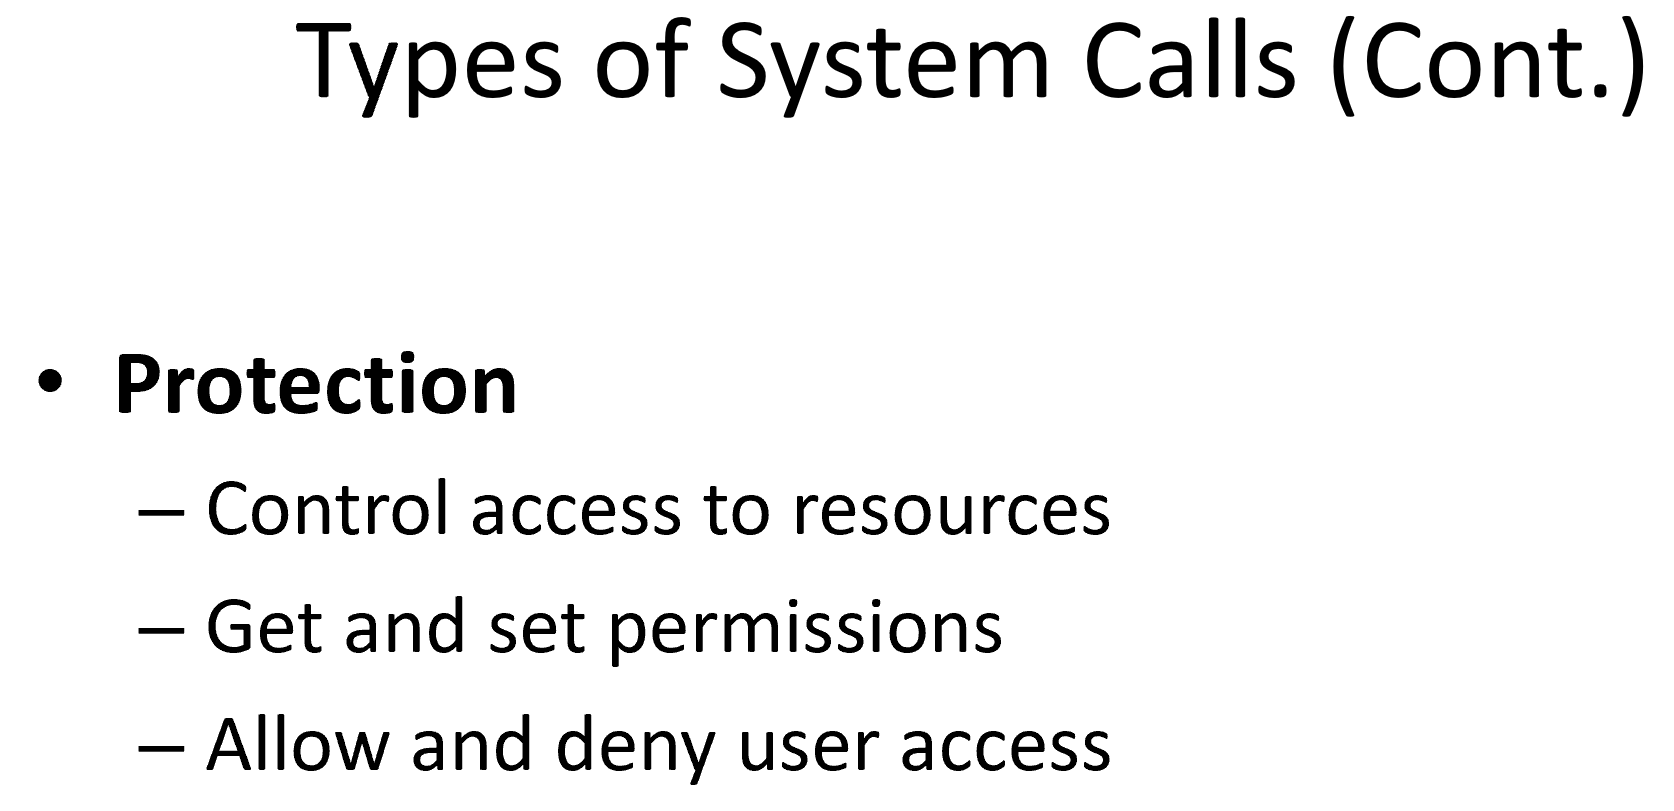 Types of System Calls (Cont.)
• Protection
– Control access to resources
– Get and set permissions
– Allow and deny user access